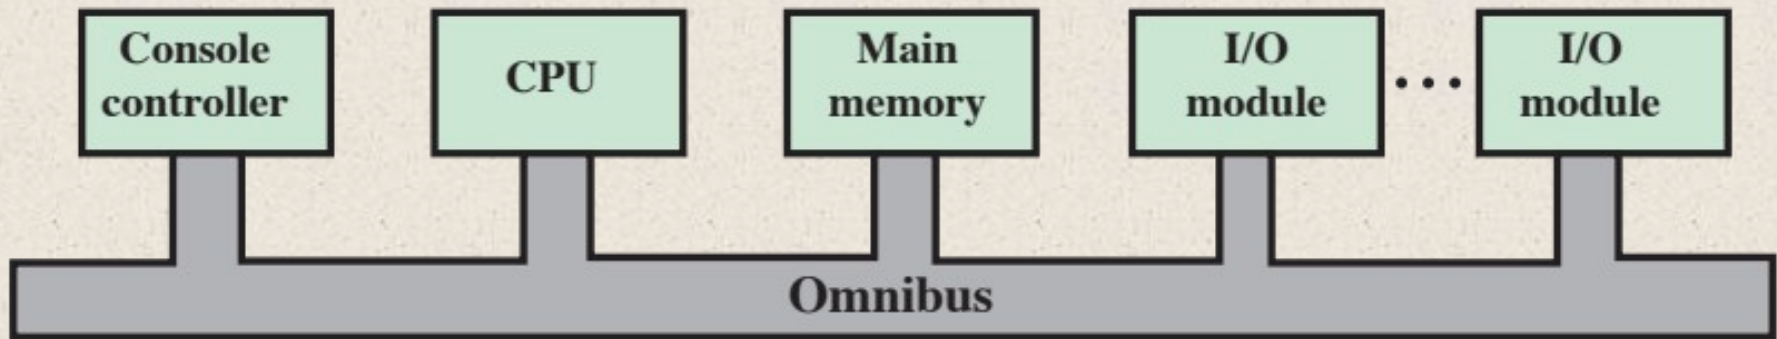 Console
controller
CPU
Main
memory
I/O
module
• • •
I/O
module
Omnibus